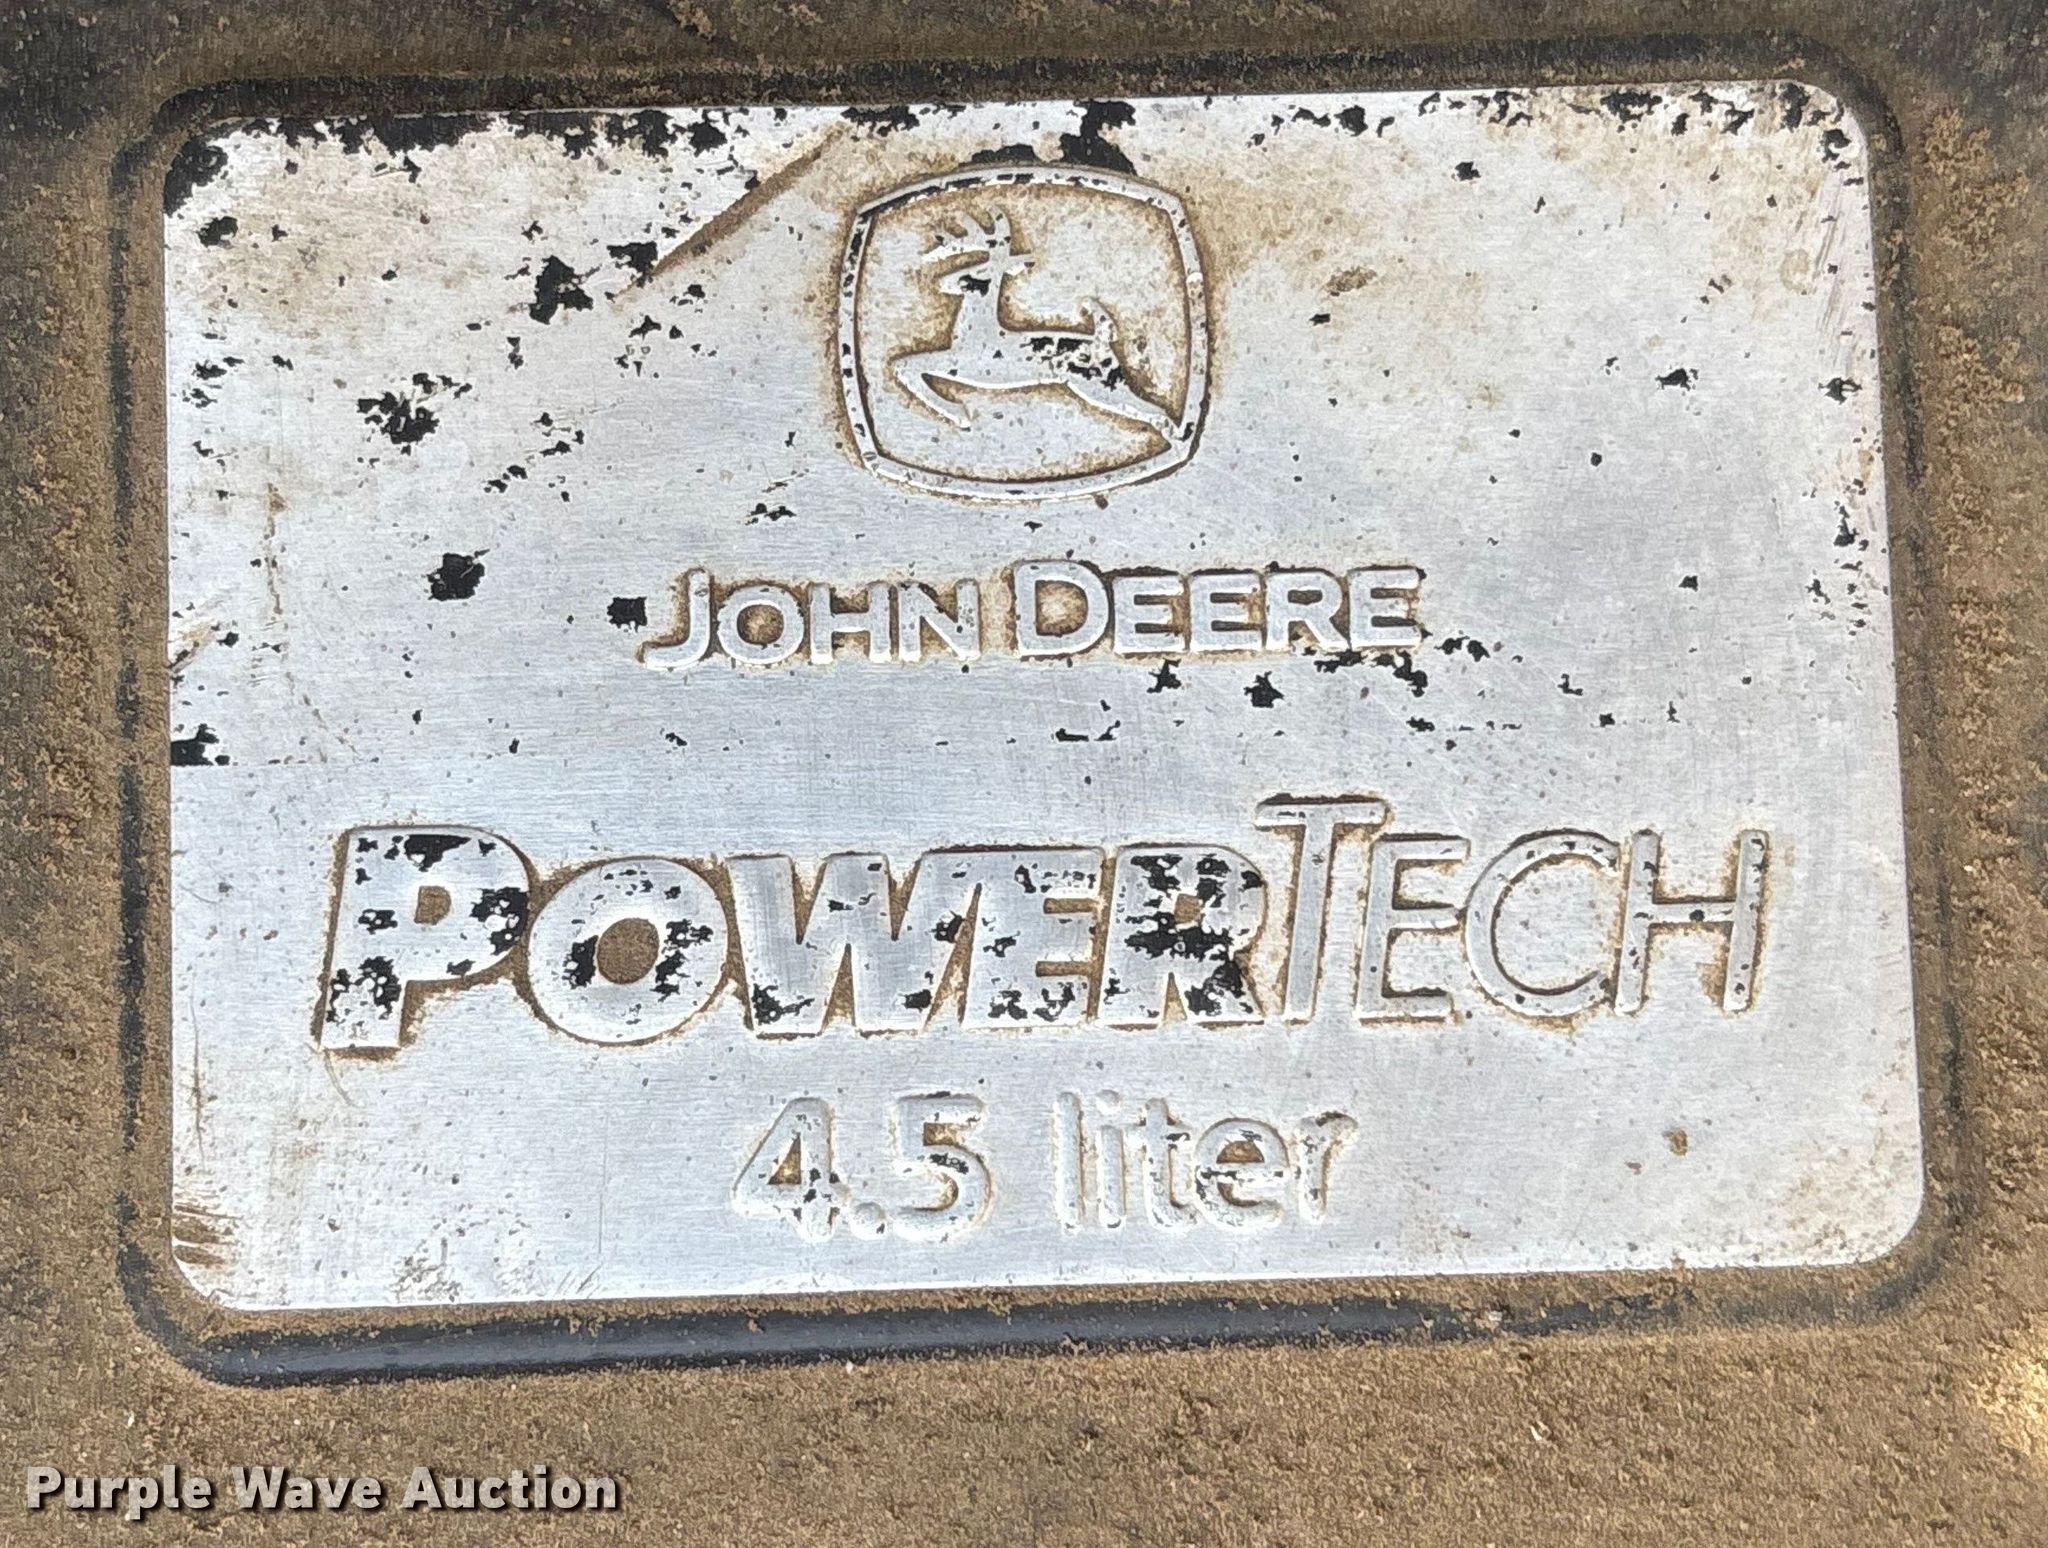 JOHN DEERE
POWERTECH
4.5 liter
Purple Wave Auction